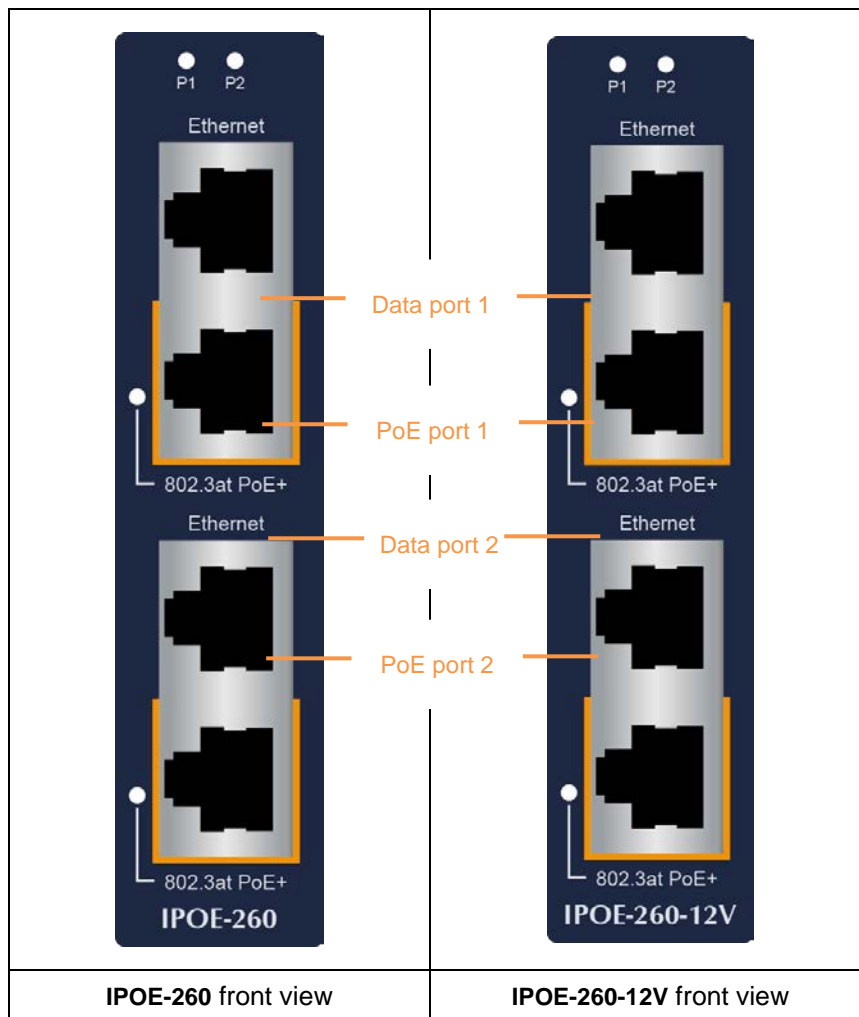 P1 P2
Ethernet
802.3at PoE+
Ethernet
802.3at PoE+
IPOE-260
Data port 1
PoE port 1
Data port 2
PoE port 2
P1 P2
Ethernet
802.3at PoE+
Ethernet
802.3at PoE+
IPOE-260-12V
IPOE-260 front view
IPOE-260-12V front view